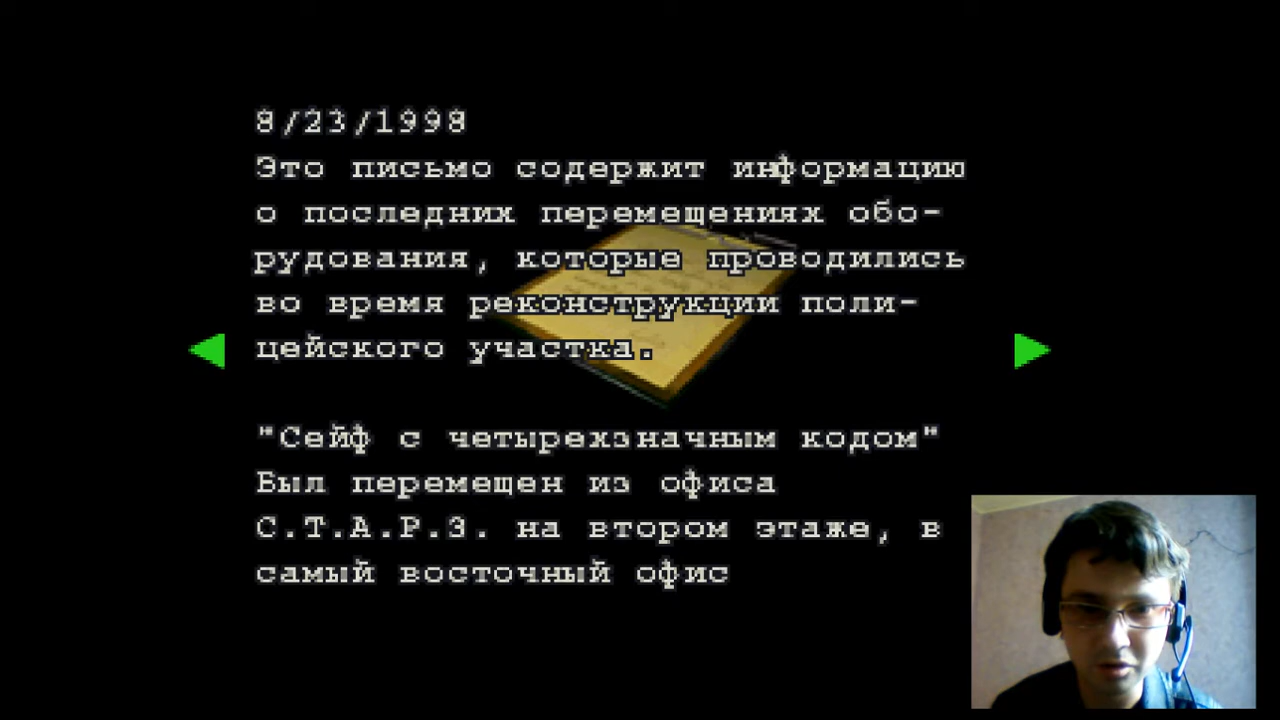 8/23/1998
Это письмо содержит информацию
о последних перемещениях обо-
рудования, которые проводились
во время реконструкции поли-
цейского участка.
"Сейф с четырехзначным кодом"
Был перемещен из офиса
С.Т.А.Р.З. на втором этаже, в
самый восточный офис